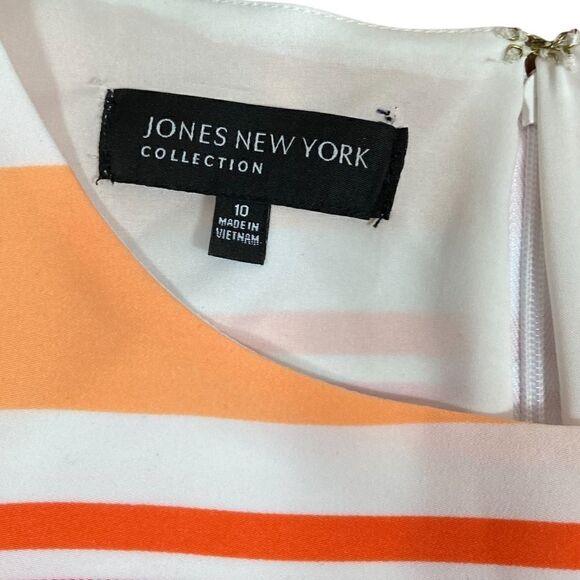 JONES NEW YORK
COLLECTION
10
MADE IN
VIETNAM